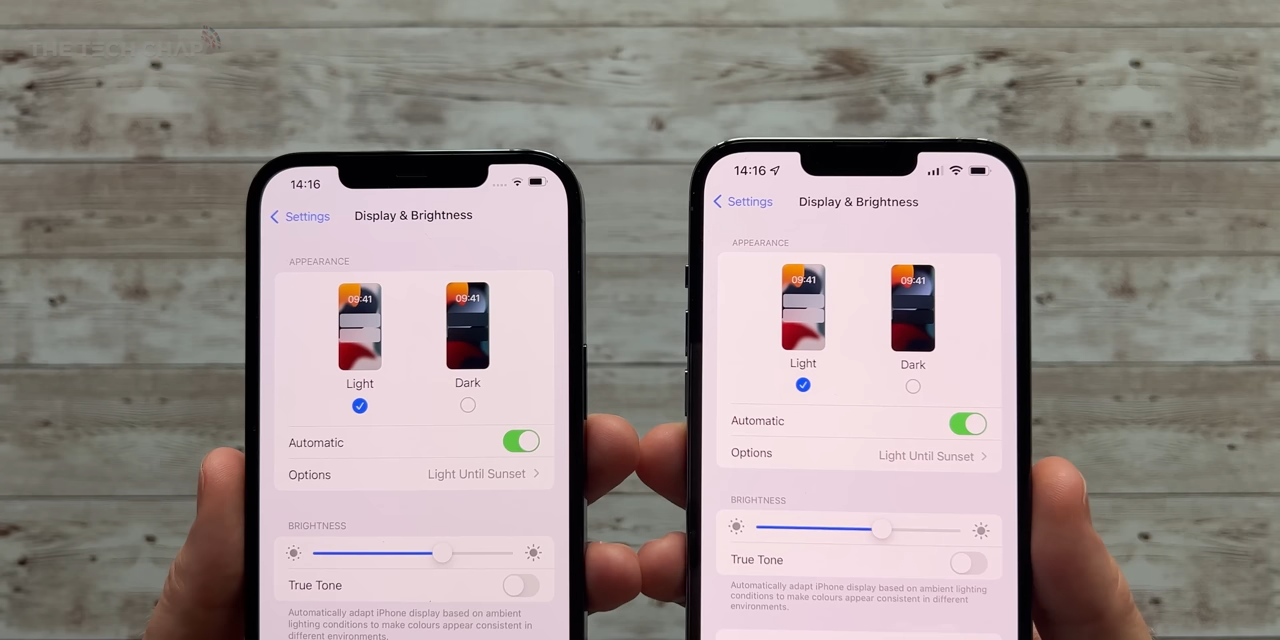 THE TECH CHAP
14:16
Settings
Display & Brightness
APPEARANCE
09:41
09:41
Light
Dark
Automatic
Options
Light Until Sunset
BRIGHTNESS
True Tone
Automatically adapt iPhone display based on ambient
lighting conditions to make colours appear consistent in
different environments.
14:16
Settings
Display & Brightness
APPEARANCE
09:41
09:41
Light
Dark
Automatic
Options
Light Until Sunset
BRIGHTNESS
True Tone
Automatically adapt iPhone display based on ambient lighting
conditions to make colours appear consistent in different
environments.